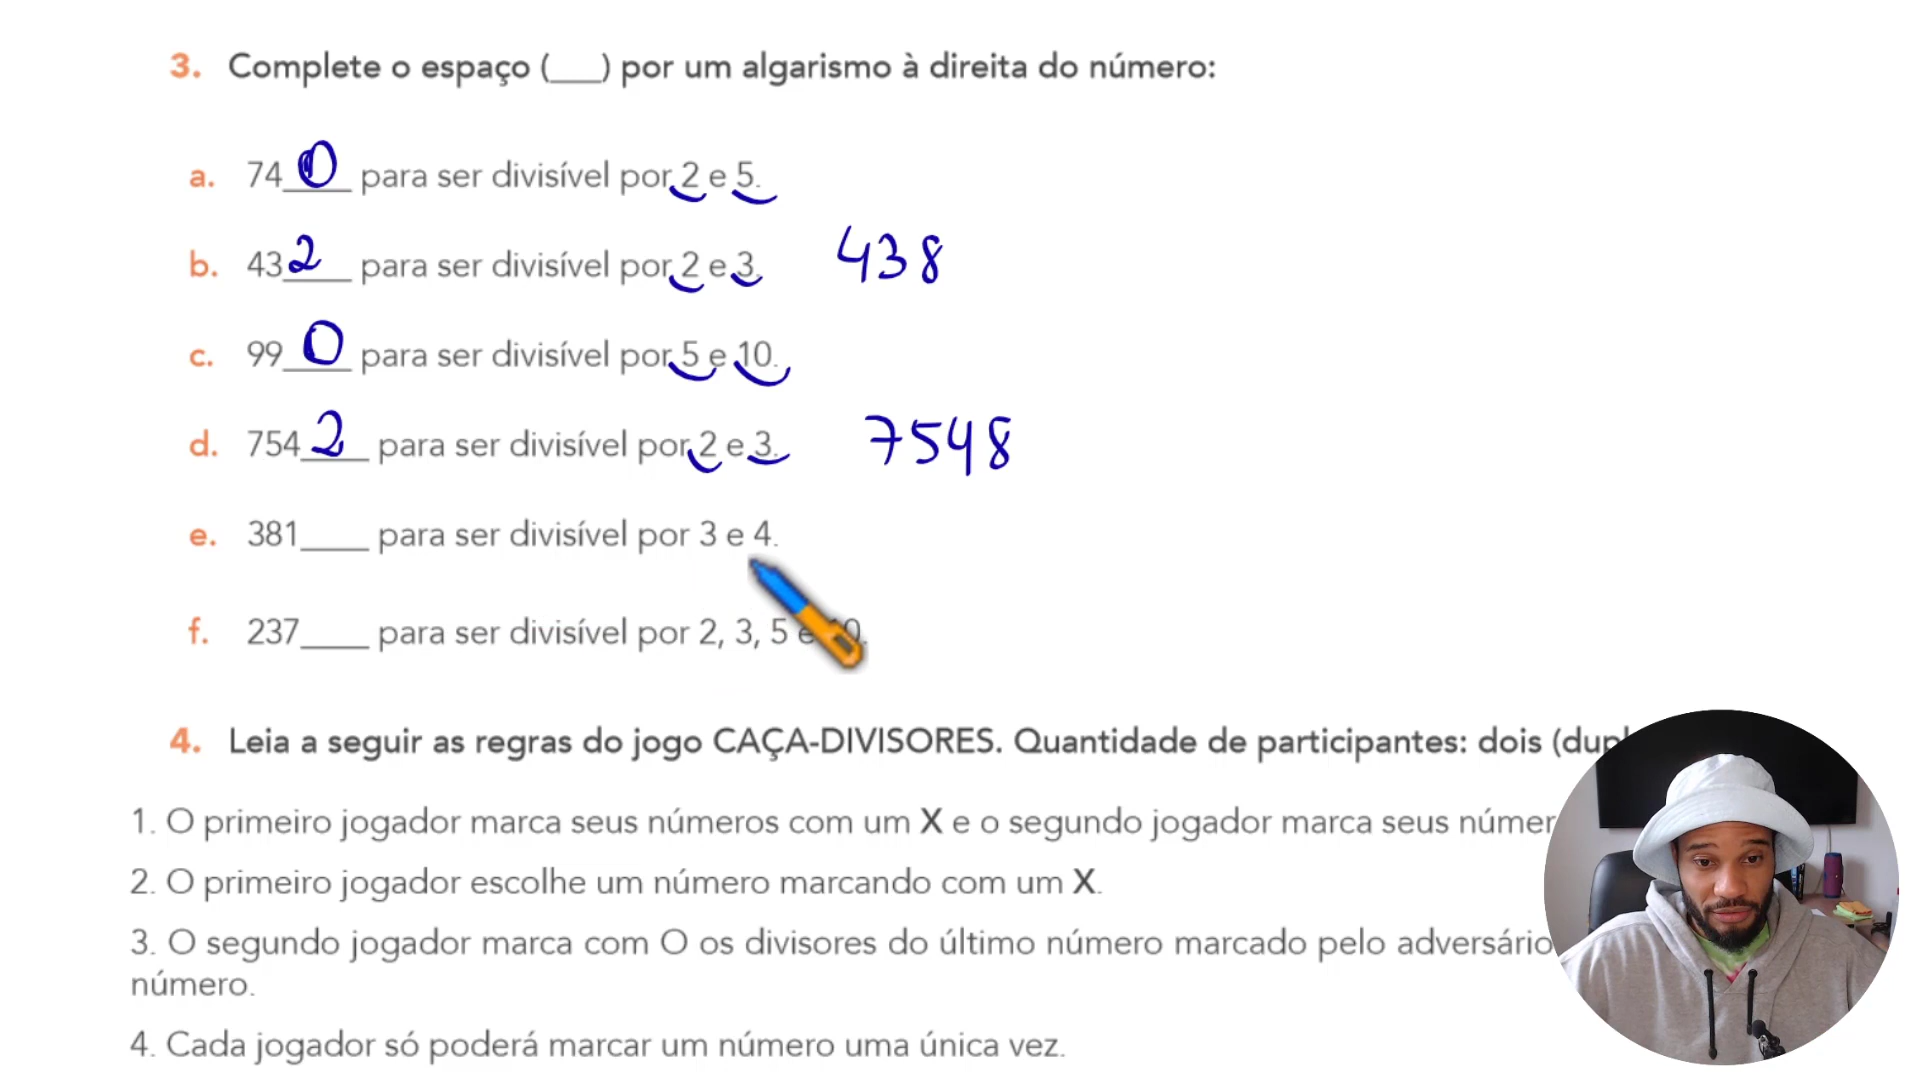 3. Complete o espaço (___) por um algarismo à direita do número:
a. 74 0 para ser divisível por 2 e 5.
b. 43 2 para ser divisível por 2 e 3. 438
c. 99 0 para ser divisível por 5 e 10.
d. 754 2 para ser divisível por 2 e 3. 7548
e. 381____ para ser divisível por 3 e 4.
f. 237____ para ser divisível por 2, 3, 5 e
4. Leia a seguir as regras do jogo CAÇA-DIVISORES. Quantidade de participantes: dois
1. O primeiro jogador marca seus números com um X e o segundo jogador marca seus
2. O primeiro jogador escolhe um número marcando com um X.
3. O segundo jogador marca com O os divisores do último número marcado pelo adversário
número.
4. Cada jogador só poderá marcar um número uma única vez.